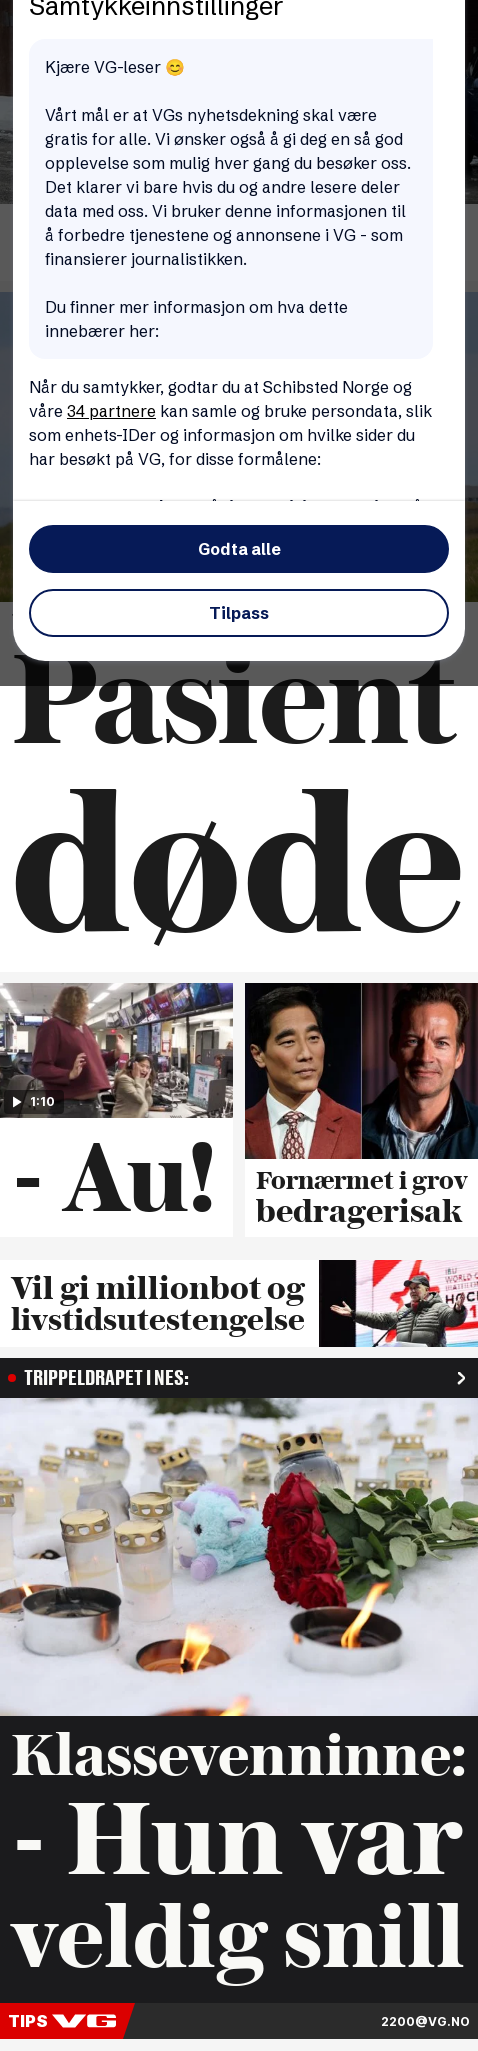 Samtykkeinnstillinger
Kjære VG-leser 😊
Vårt mål er at VGs nyhetsdekning skal være
gratis for alle. Vi ønsker også å gi deg en så god
opplevelse som mulig hver gang du besøker oss.
Det klarer vi bare hvis du og andre lesere deler
data med oss. Vi bruker denne informasjonen til
å forbedre tjenestene og annonsene i VG - som
finansierer journalistikken.
Du finner mer informasjon om hva dette
innebærer her:
Når du samtykker, godtar du at Schibsted Norge og
våre 34 partnere kan samle og bruke persondata, slik
som enhets-IDer og informasjon om hvilke sider du
har besøkt på VG, for disse formålene:
Godta alle
Tilpass
Pasient
døde
1:10
- Au!
Fornærmet i grov
bedragerisak
Vil gi millionbot og
livstidsutestengelse
IBU
WORLD
TRIPPELDRAPET I NES:
Klassevenninne:
- Hun var
veldig snill
TIPS VG
2200@VG.NO